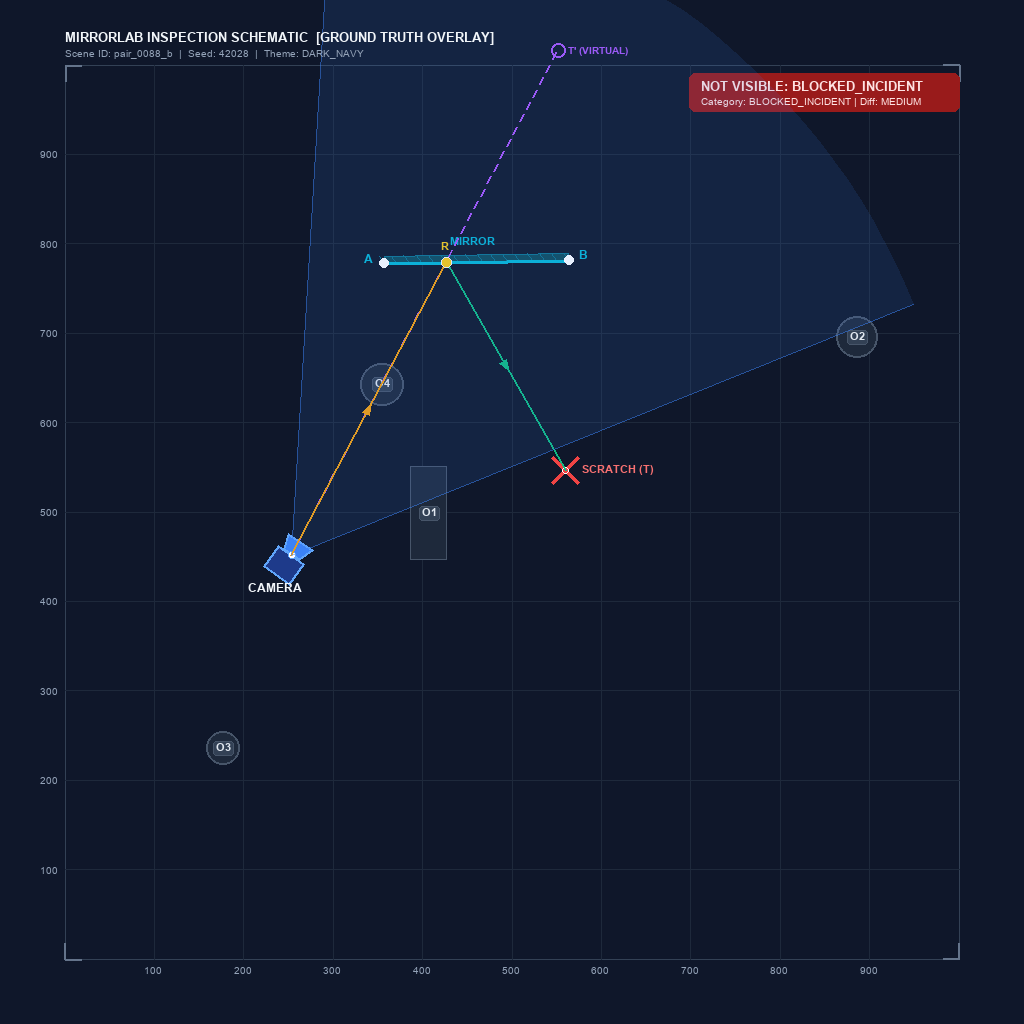 MIRRORLAB INSPECTION SCHEMATIC  [GROUND TRUTH OVERLAY]
Scene ID: pair_0088_b  |  Seed: 42028  |  Theme: DARK_NAVY
T' (VIRTUAL)
NOT VISIBLE: BLOCKED_INCIDENT
Category: BLOCKED_INCIDENT | Diff: MEDIUM
900
800
R
MIRROR
A
B
700
O2
O4
600
SCRATCH (T)
500
O1
CAMERA
400
300
O3
200
100
100 200 300 400 500 600 700 800 900